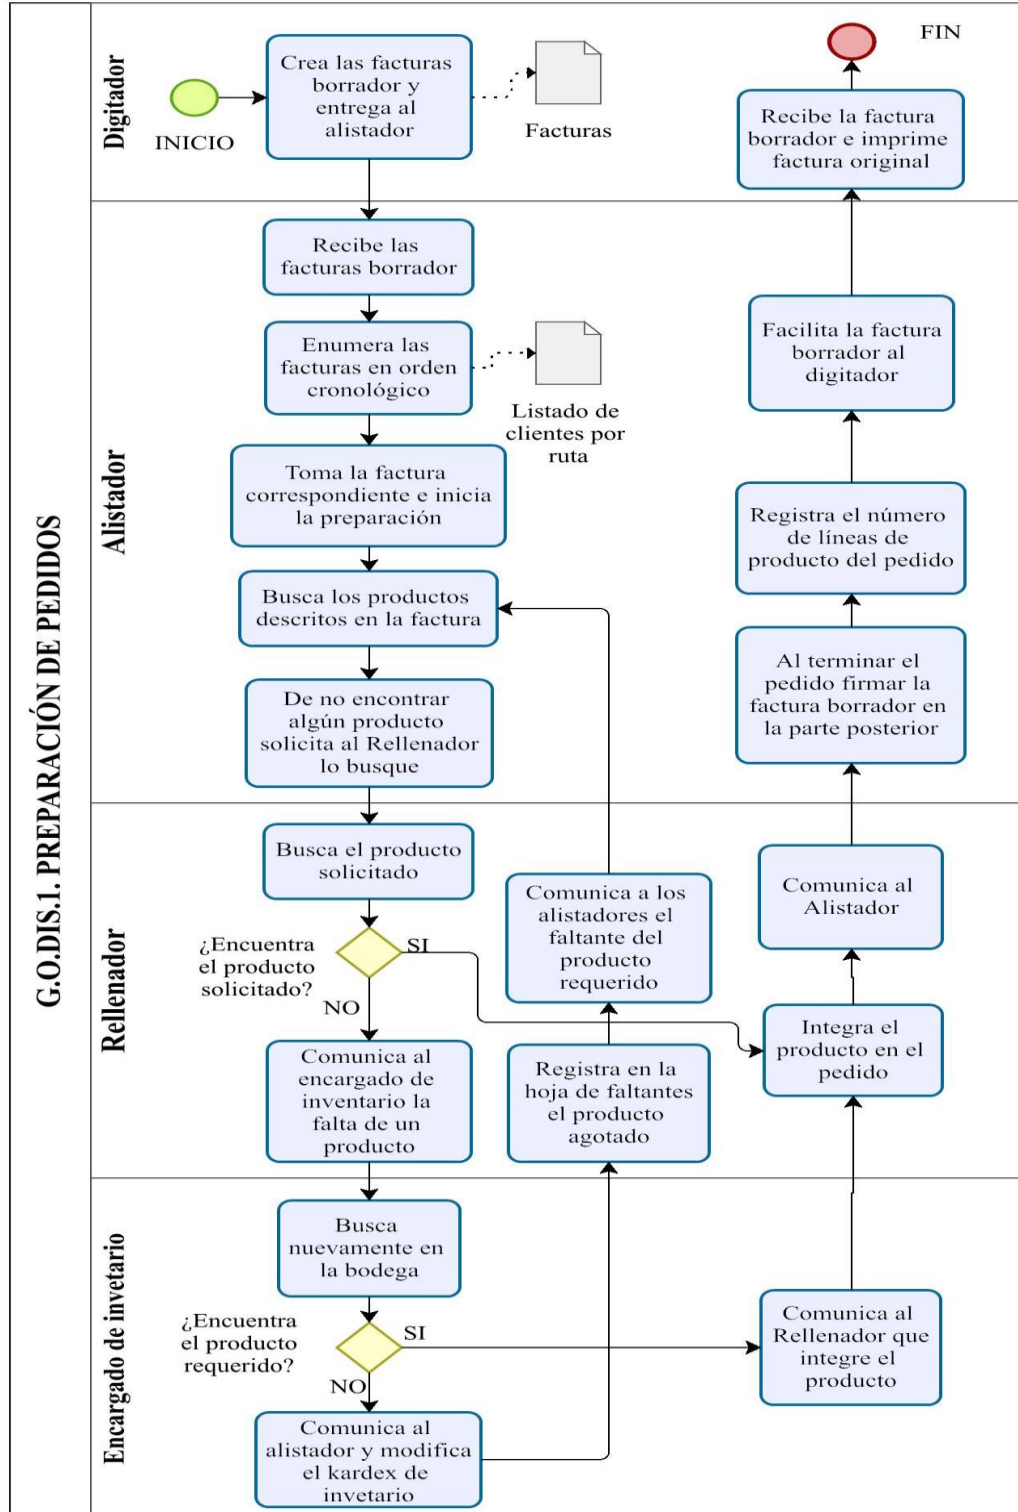 G.O.DIS.1. PREPARACIÓN DE PEDIDOS
Digitador
INICIO
Crea las facturas
borrador y
entrega al
alistador
Facturas
FIN
Recibe la factura
borrador e imprime
factura original
Alistador
Recibe las
facturas borrador
Enumera las
facturas en orden
cronológico
Listado de
clientes por
ruta
Toma la factura
correspondiente e inicia
la preparación
Busca los productos
descritos en la factura
De no encontrar
algún producto
solicita al Rellenador
lo busque
Facilita la factura
borrador al
digitador
Registra el número
de líneas de
producto del pedido
Al terminar el
pedido firmar la
factura borrador en
la parte posterior
Rellenador
Busca el producto
solicitado
¿Encuentra
el producto
solicitado?
SI
NO
Comunica al
encargado de
inventario la
falta de un
producto
Comunica a los
alistadores el
faltante del
producto
requerido
Registra en la
hoja de faltantes
el producto
agotado
Comunica al
Alistador
Integra el
producto en el
pedido
Encargado de invetario
Busca
nuevamente en
la bodega
¿Encuentra
el producto
requerido?
SI
NO
Comunica al
alistador y modifica
el kardex de
invetario
Comunica al
Rellenador que
integre el
producto